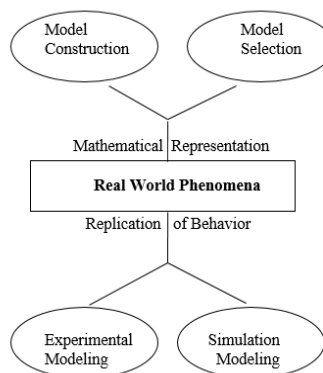 Model
Construction
Model
Selection
Mathematical Representation
Real World Phenomena
Replication of Behavior
Experimental
Modeling
Simulation
Modeling